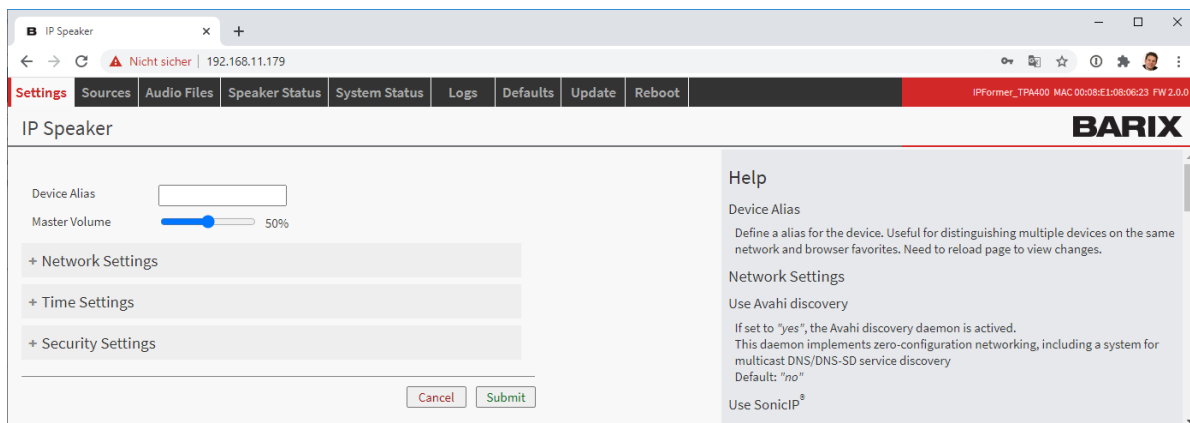 B IP Speaker
Nicht sicher | 192.168.11.179
Settings Sources Audio Files Speaker Status System Status Logs Defaults Update Reboot IPFormer_TPA400 MAC 00:08:E1:08:06:23 FW 2.0.0
IP Speaker BARIX
Help
Device Alias
Device Alias
Define a alias for the device. Useful for distinguishing multiple devices on the same
network and browser favorites. Need to reload page to view changes.
Master Volume 50%
+ Network Settings
+ Time Settings
+ Security Settings
Cancel Submit
Network Settings
Use Avahi discovery
If set to "yes", the Avahi discovery daemon is actived.
This daemon implements zero-configuration networking, including a system for
multicast DNS/DNS-SD service discovery
Default: "no"
Use SonicIP®